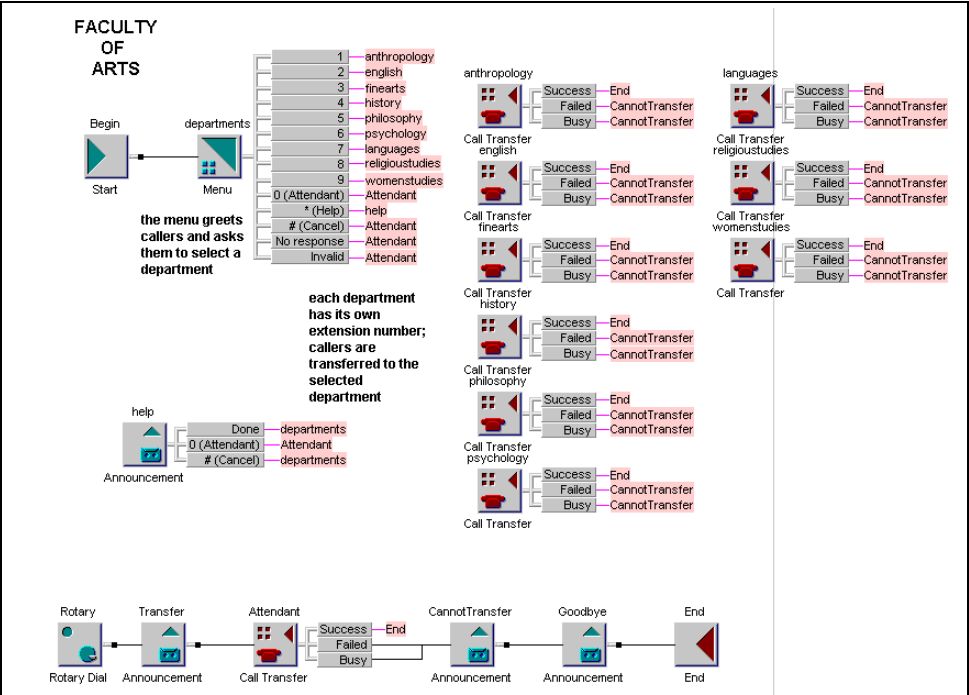 FACULTY
OF
ARTS
Begin
Start
departments
Menu
1 anthropology
2 english
3 finearts
4 history
5 philosophy
6 psychology
7 languages
8 religioustudies
9 womenstudies
0 (Attendant) Attendant
* (Help) help
# (Cancel) Attendant
No response Attendant
Invalid Attendant
the menu greets
callers and asks
them to select a
department
each department
has its own
extension number;
callers are
transferred to the
selected
department
help
Announcement
Done departments
0 (Attendant) Attendant
# (Cancel) departments
anthropology
Success End
Failed CannotTransfer
Busy CannotTransfer
Call Transfer
english
Success End
Failed CannotTransfer
Busy CannotTransfer
Call Transfer
finearts
Success End
Failed CannotTransfer
Busy CannotTransfer
Call Transfer
history
Success End
Failed CannotTransfer
Busy CannotTransfer
Call Transfer
philosophy
Success End
Failed CannotTransfer
Busy CannotTransfer
Call Transfer
psychology
Success End
Failed CannotTransfer
Busy CannotTransfer
Call Transfer
languages
Success End
Failed CannotTransfer
Busy CannotTransfer
Call Transfer
religioustudies
Success End
Failed CannotTransfer
Busy CannotTransfer
Call Transfer
womenstudies
Success End
Failed CannotTransfer
Busy CannotTransfer
Call Transfer
Rotary
Rotary Dial
Transfer
Announcement
Attendant
Call Transfer
Success End
Failed
Busy
CannotTransfer
Announcement
Goodbye
Announcement
End
End